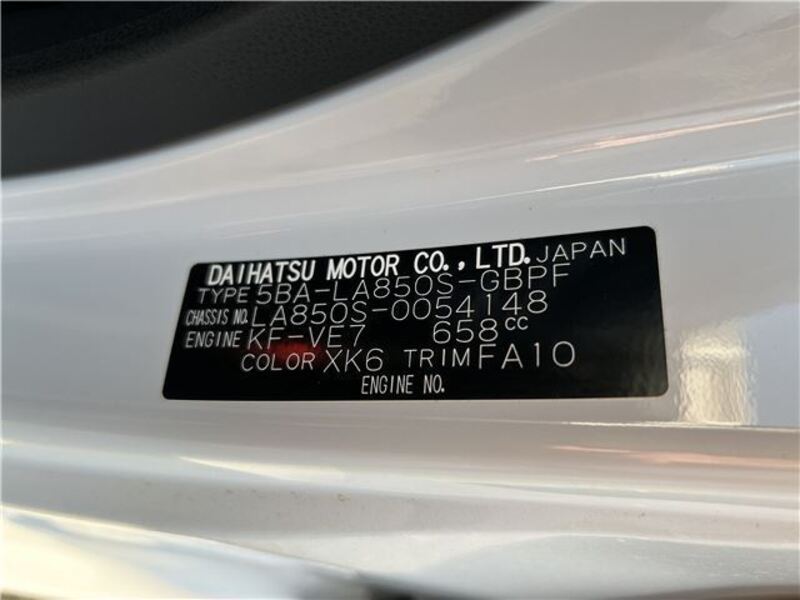 DAIHATSU MOTOR CO., LTD. JAPAN
TYPE 5BA-LA850S-GBPF
CHASSIS NO. LA850S-0054148
ENGINE KF-VE7 658cc
COLOR XK6 TRIM FA10
ENGINE NO.